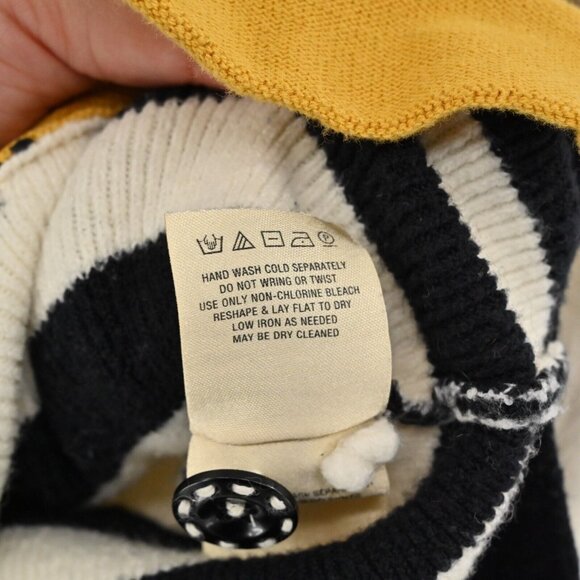 HAND WASH COLD SEPARATELY
DO NOT WRING OR TWIST
USE ONLY NON-CHLORINE BLEACH
RESHAPE & LAY FLAT TO DRY
LOW IRON AS NEEDED
MAY BE DRY CLEANED